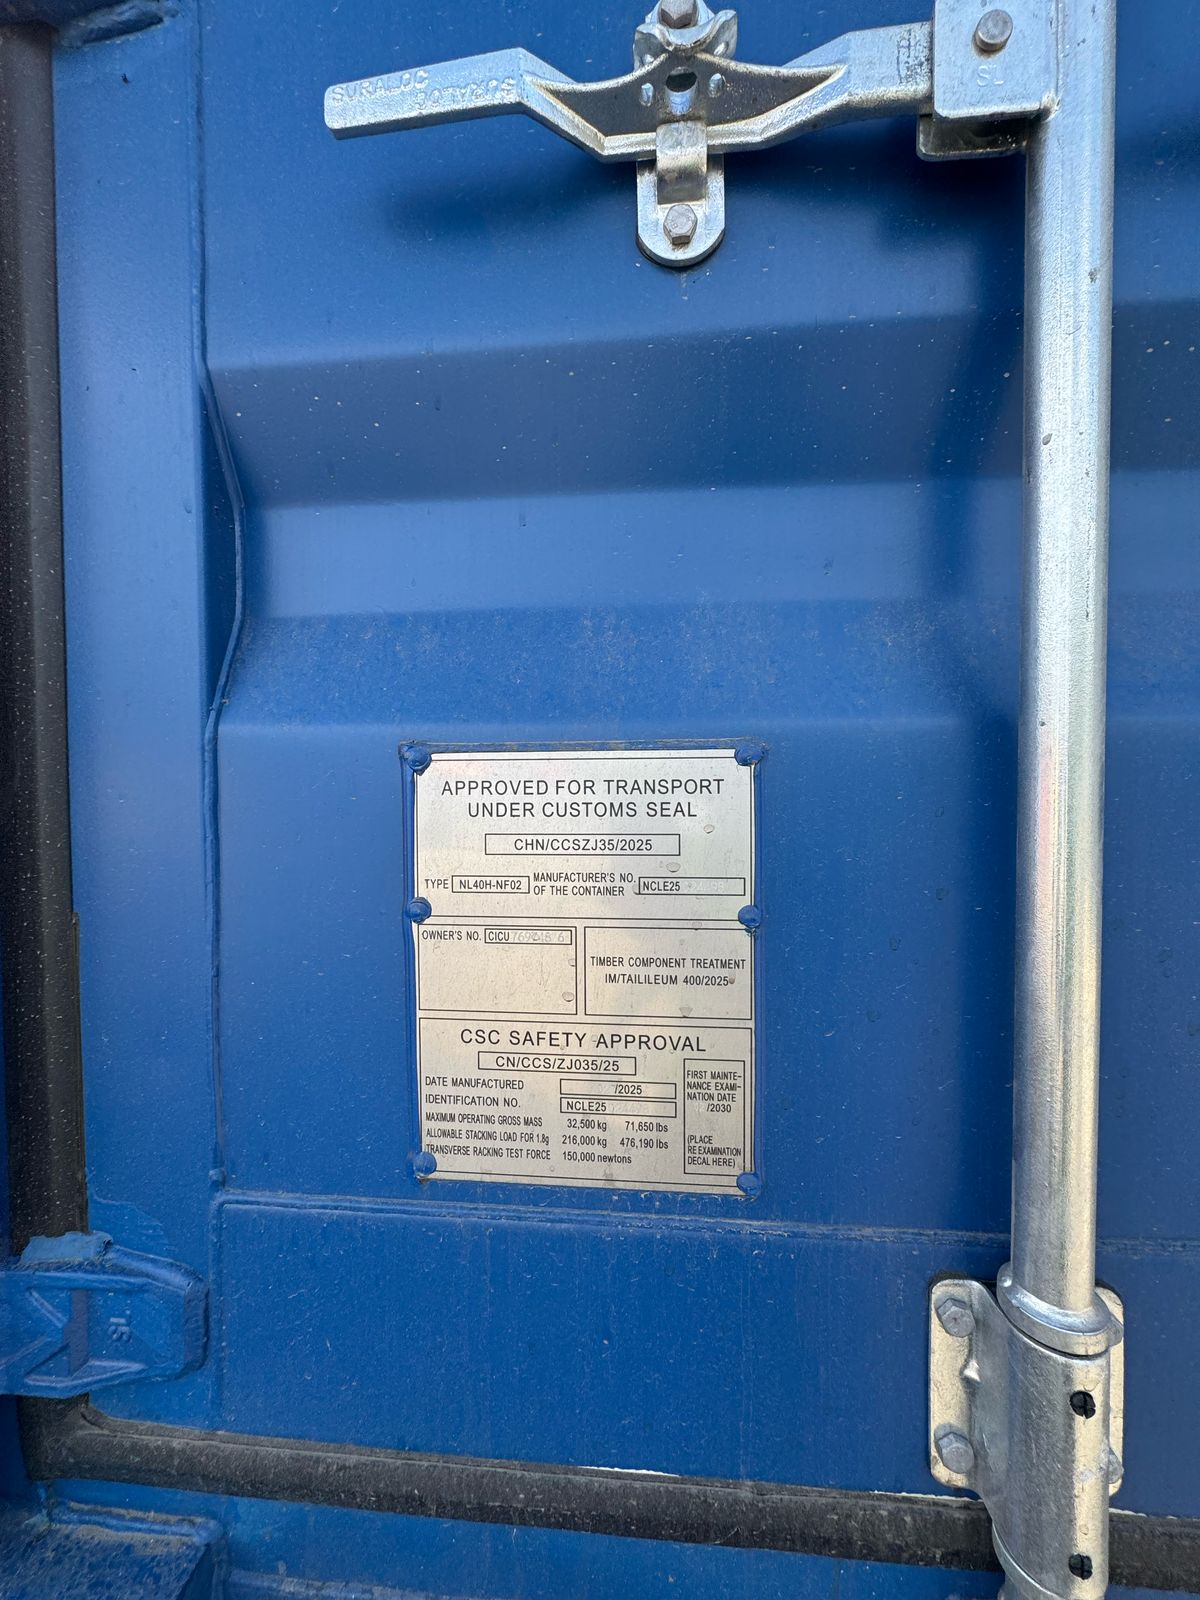 SURALOC
SL
APPROVED FOR TRANSPORT
UNDER CUSTOMS SEAL
CHN/CCSZJ35/2025
TYPE NL40H-NF02 MANUFACTURER'S NO. OF THE CONTAINER NCLE25
OWNER'S NO. CICU
TIMBER COMPONENT TREATMENT
IM/TAILILEUM 400/2025
CSC SAFETY APPROVAL
CN/CCS/ZJ035/25
DATE MANUFACTURED /2025
IDENTIFICATION NO. NCLE25
MAXIMUM OPERATING GROSS MASS 32,500 kg 71,650 lbs
ALLOWABLE STACKING LOAD FOR 1.8g 216,000 kg 476,190 lbs
TRANSVERSE RACKING TEST FORCE 150,000 newtons
FIRST MAINTE-
NANCE EXAMI-
NATION DATE
/2030
(PLACE
RE EXAMINATION
DECAL HERE)
SL